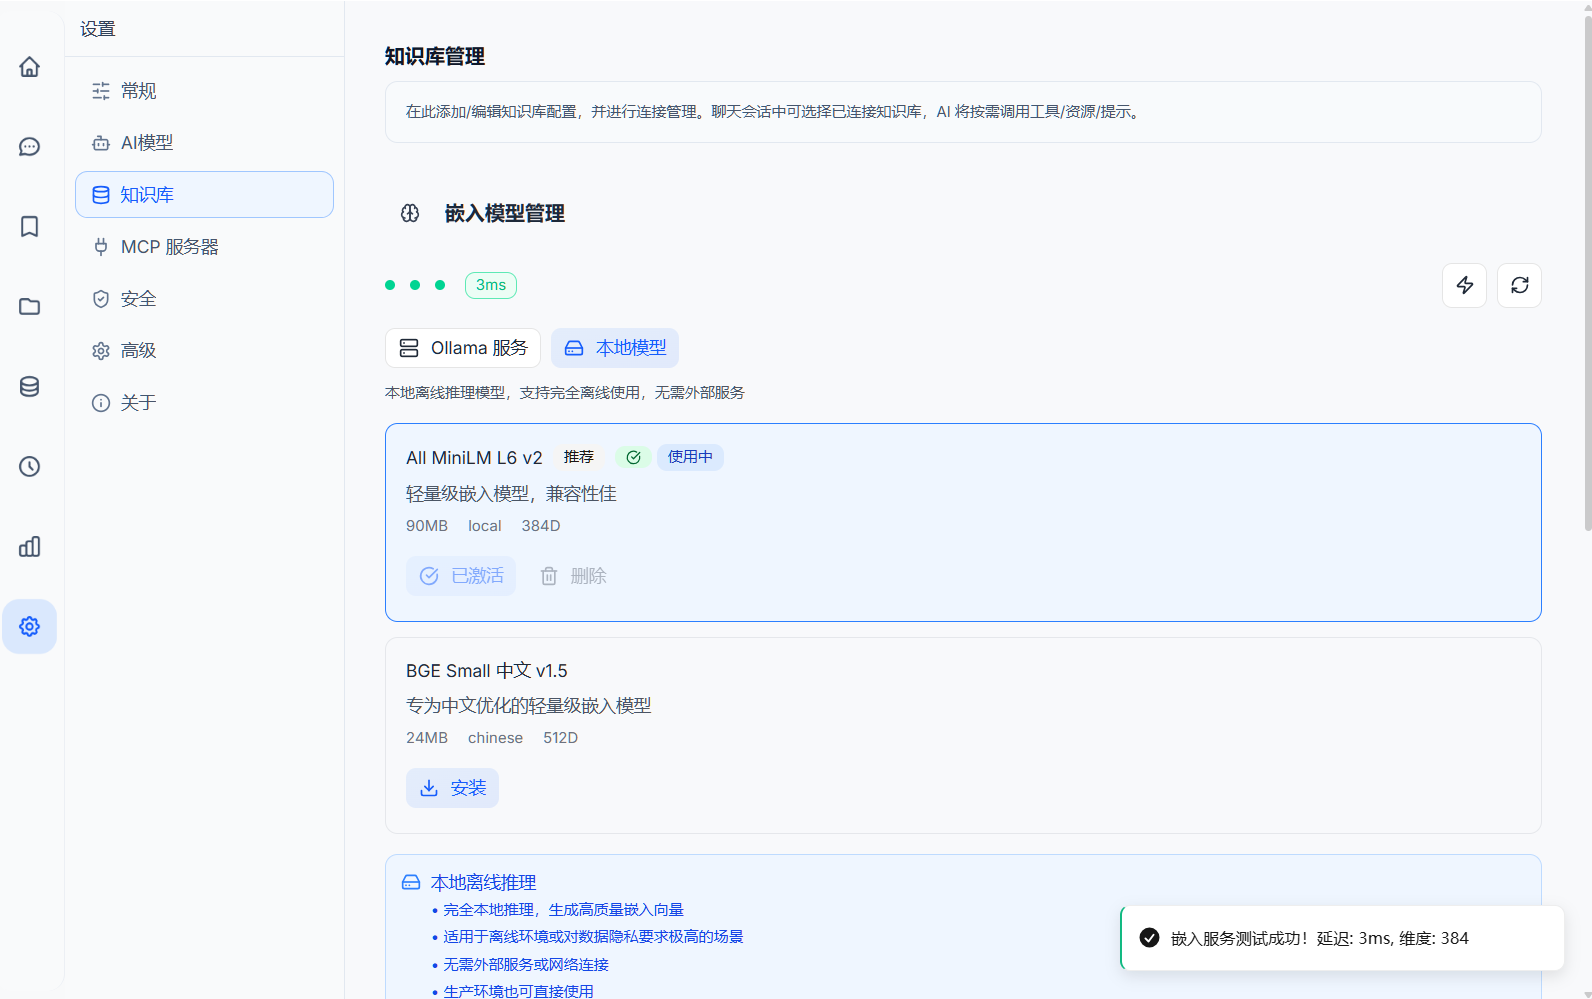 设置
常规
AI模型
知识库
MCP 服务器
安全
高级
关于
知识库管理
在此添加/编辑知识库配置，并进行连接管理。聊天会话中可选择已连接知识库，AI 将按需调用工具/资源/提示。
嵌入模型管理
3ms
Ollama 服务 本地模型
本地离线推理模型，支持完全离线使用，无需外部服务
All MiniLM L6 v2 推荐 使用中
轻量级嵌入模型，兼容性佳
90MB local 384D
已激活 删除
BGE Small 中文 v1.5
专为中文优化的轻量级嵌入模型
24MB chinese 512D
安装
本地离线推理
• 完全本地推理，生成高质量嵌入向量
• 适用于离线环境或对数据隐私要求极高的场景
• 无需外部服务或网络连接
• 生产环境也可直接使用
嵌入服务测试成功！延迟: 3ms, 维度: 384